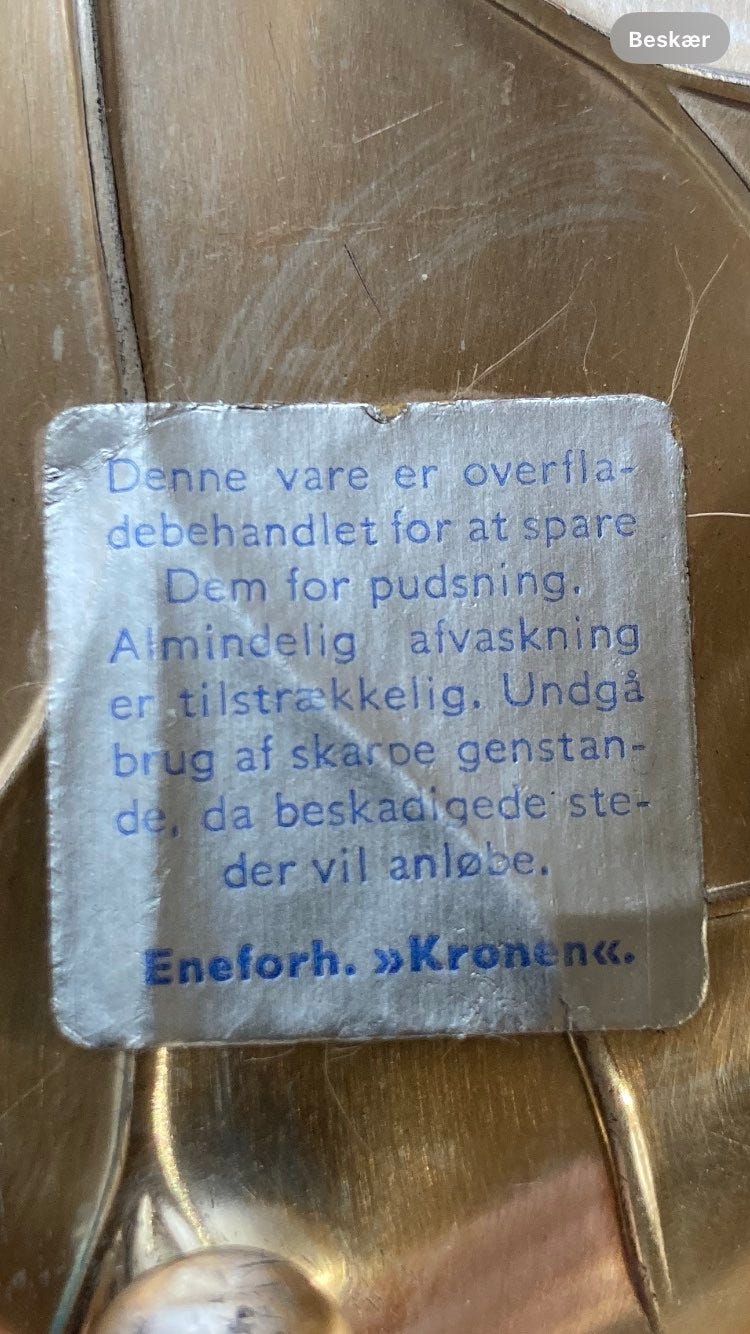 Beskær
Denne vare er overfla-
debehandlet for at spare
Dem for pudsning.
Almindelig afvaskning
er tilstrækkelig. Undgå
brug af skarpe genstan-
de, da beskadigede ste-
der vil anløbe.
Eneforh. »Kronen«.